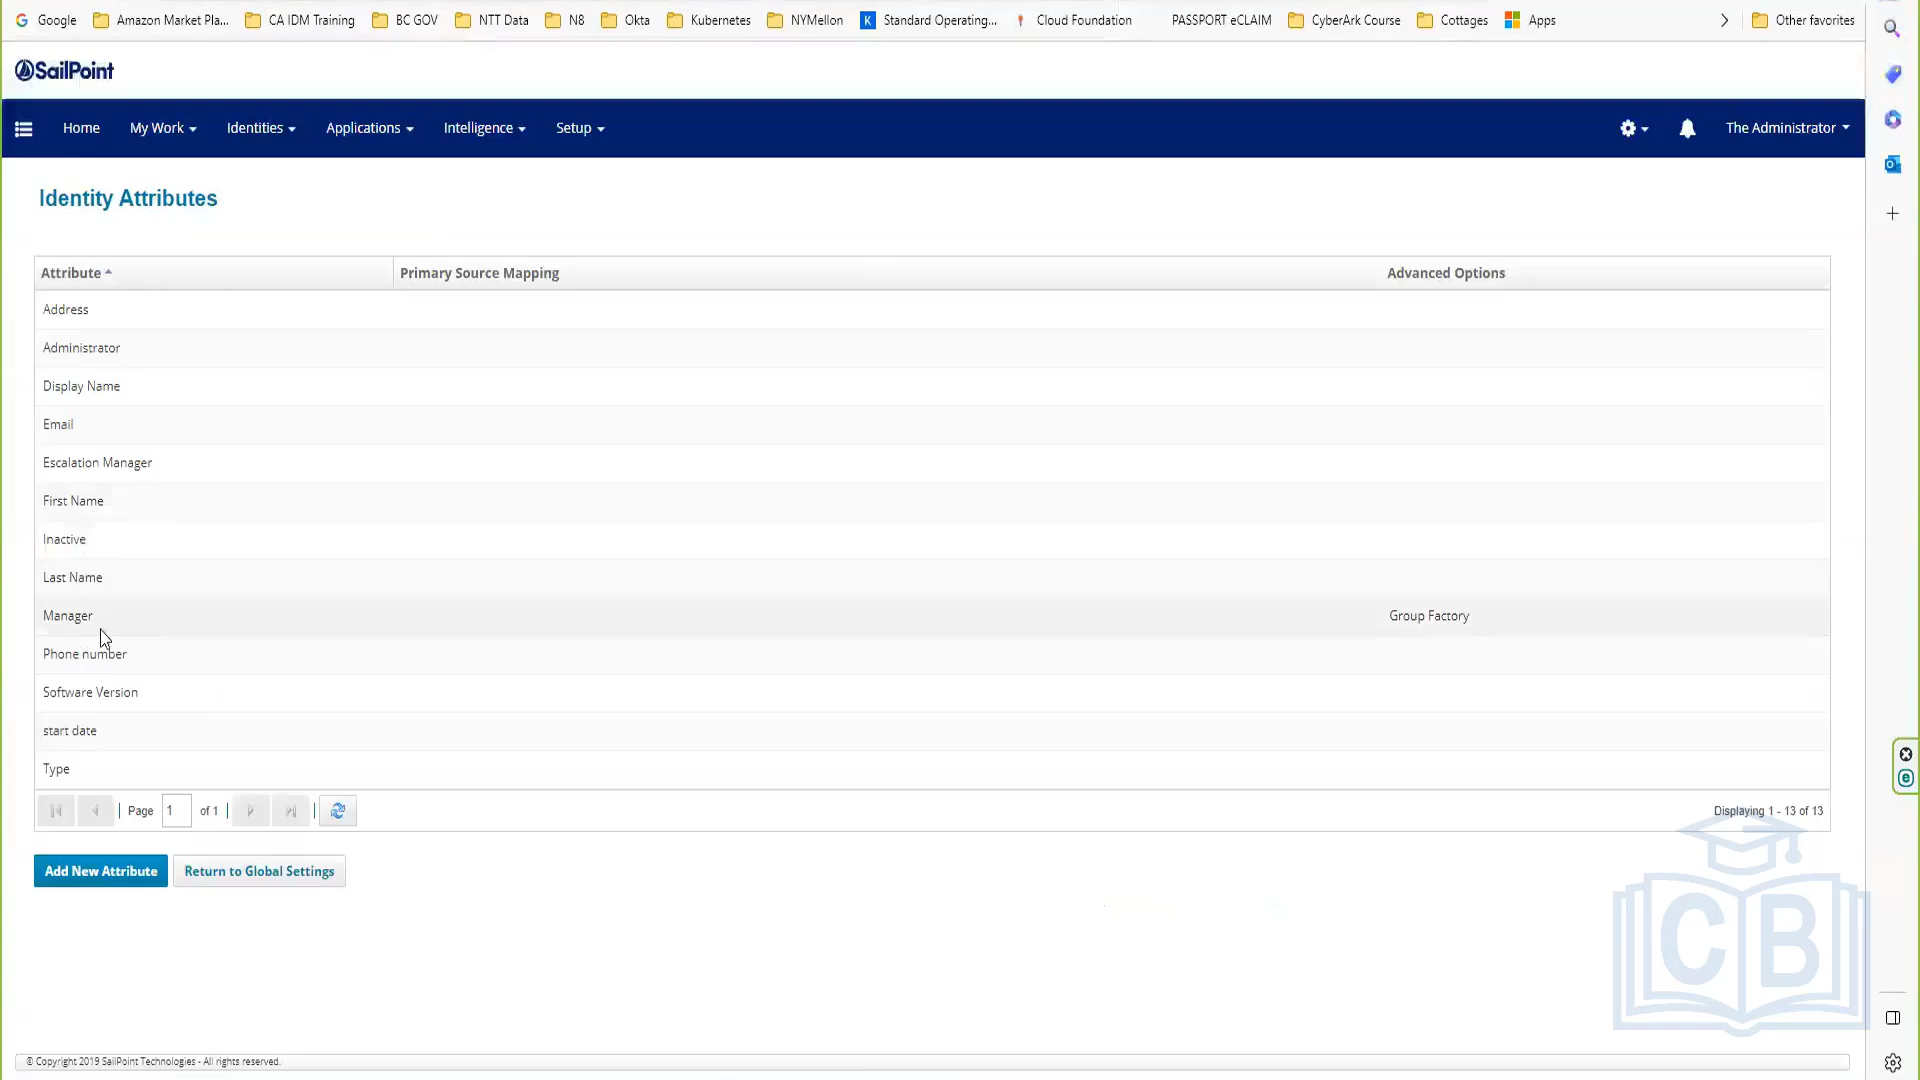 Google Amazon Market Pla... CA IDM Training BC GOV NTT Data N8 Okta Kubernetes NYMellon K Standard Operating... Cloud Foundation PASSPORT eCLAIM CyberArk Course Cottages Apps Other favorites
SailPoint
Home My Work Identities Applications Intelligence Setup The Administrator
Identity Attributes
Attribute Primary Source Mapping Advanced Options
Address
Administrator
Display Name
Email
Escalation Manager
First Name
Inactive
Last Name
Manager Group Factory
Phone number
Software Version
start date
Type
Page 1 of 1 Displaying 1 - 13 of 13
Add New Attribute Return to Global Settings
CB
© Copyright 2019 SailPoint Technologies - All rights reserved.